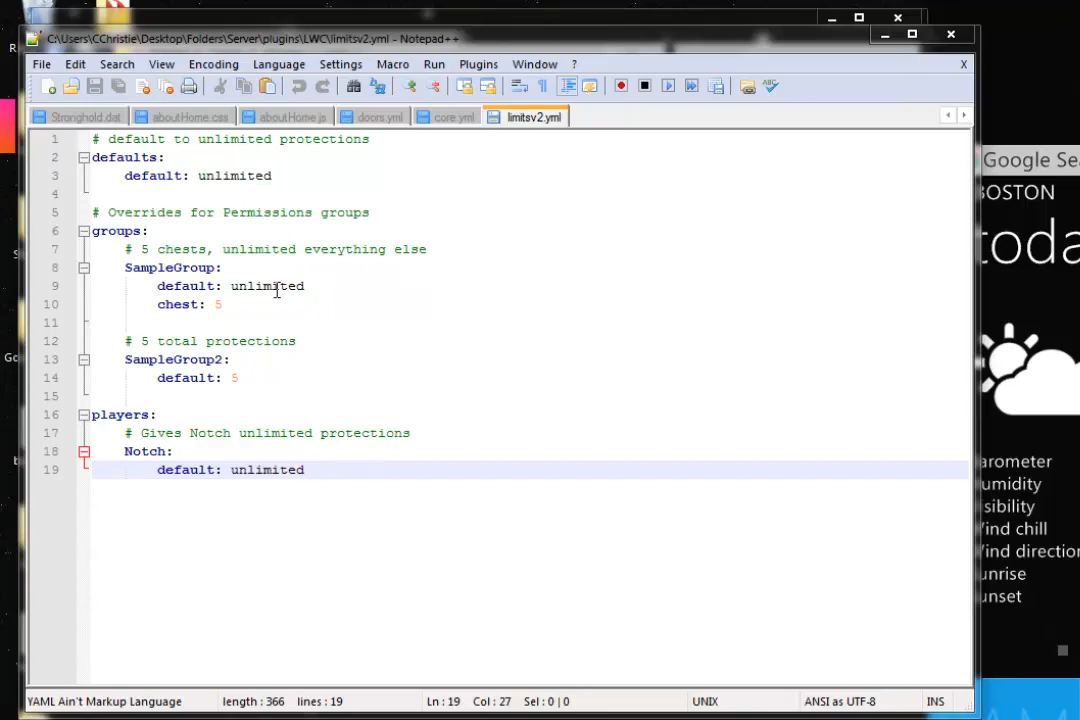 C:\Users\CChristie\Desktop\Folders\Server\plugins\LWC\limitsv2.yml - Notepad++
File Edit Search View Encoding Language Settings Macro Run Plugins Window ? X
Stronghold.dat aboutHome.css aboutHome.js doors.yml core.yml limitsv2.yml
1 # default to unlimited protections
2 defaults:
3 default: unlimited
4
5 # Overrides for Permissions groups
6 groups:
7 # 5 chests, unlimited everything else
8 SampleGroup:
9 default: unlimited
10 chest: 5
11
12 # 5 total protections
13 SampleGroup2:
14 default: 5
15
16 players:
17 # Gives Notch unlimited protections
18 Notch:
19 default: unlimited
YAML Ain't Markup Language length : 366 lines : 19 Ln : 19 Col : 27 Sel : 0 | 0 UNIX ANSI as UTF-8 INS
Google Sea
BOSTON
toda
arometer
umidity
isibility
Wind chill
Wind direction
unrise
unset